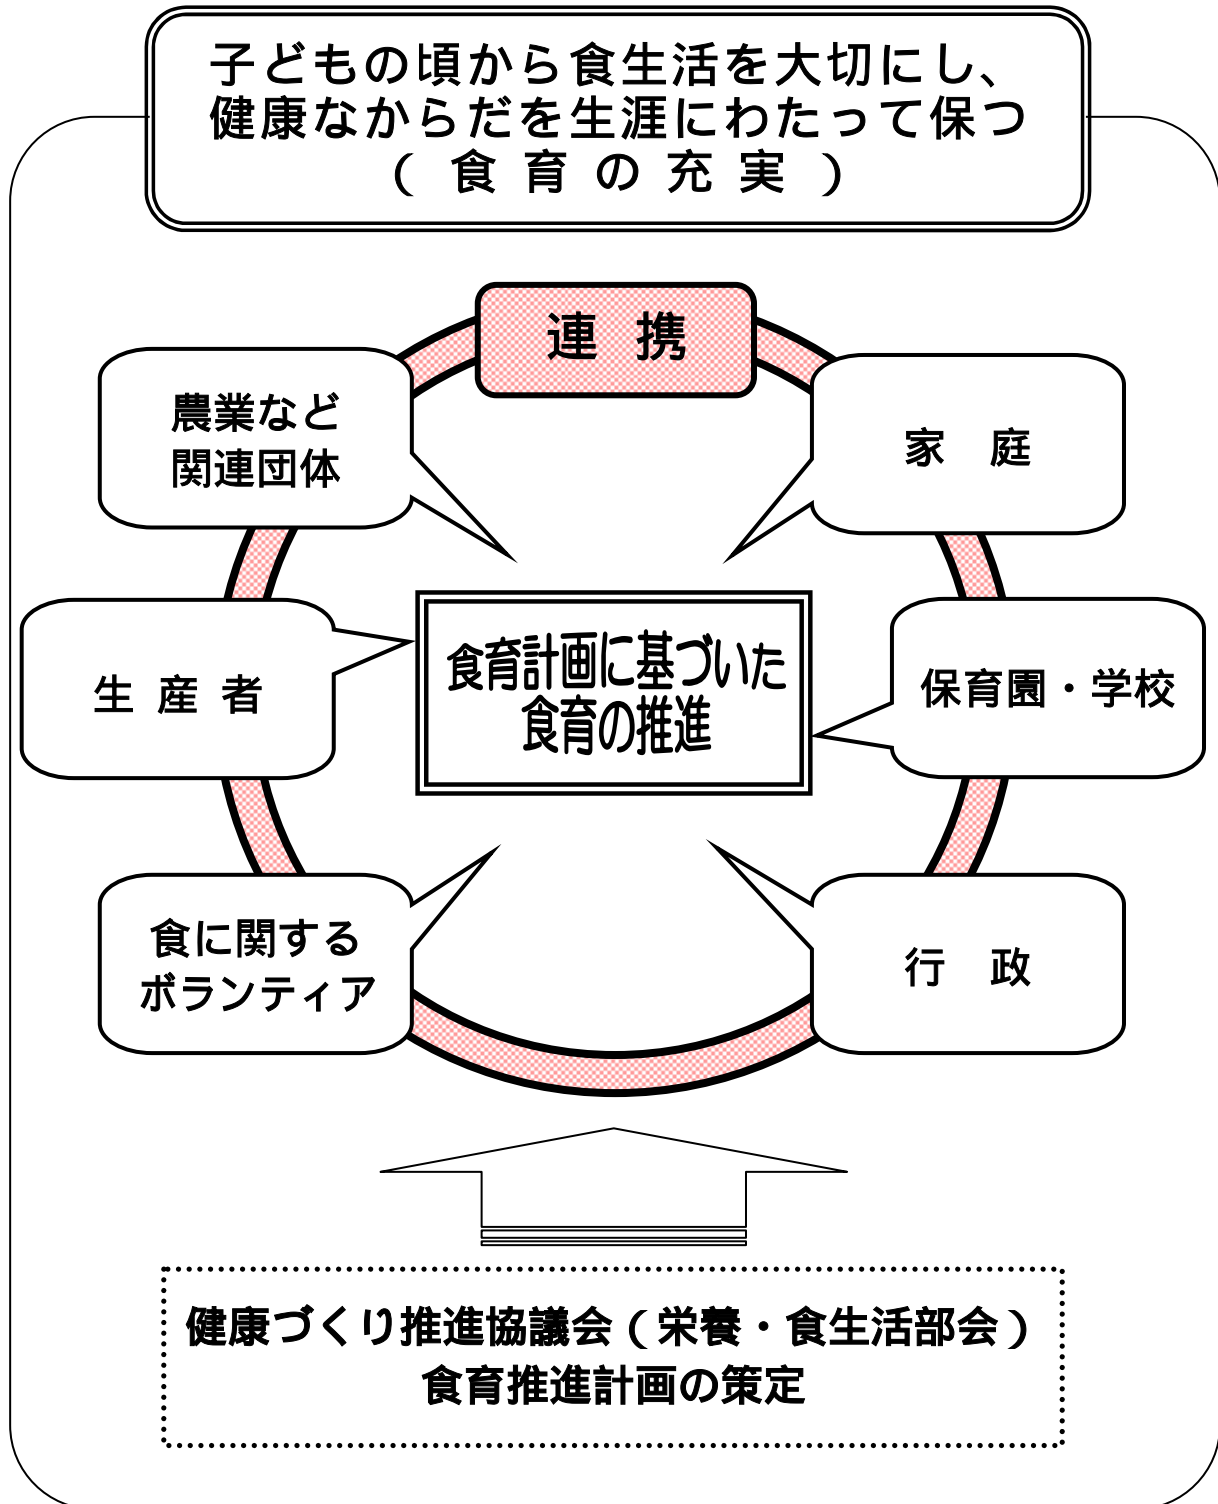 子どもの頃から食生活を大切にし、
健康なからだを生涯にわたって保つ
（ 食 育 の 充 実 ）
連 携
農業など
関連団体
家 庭
生 産 者
食育計画に基づいた
食育の推進
保育園・学校
食に関する
ボランティア
行 政
健康づくり推進協議会（栄養・食生活部会）
食育推進計画の策定